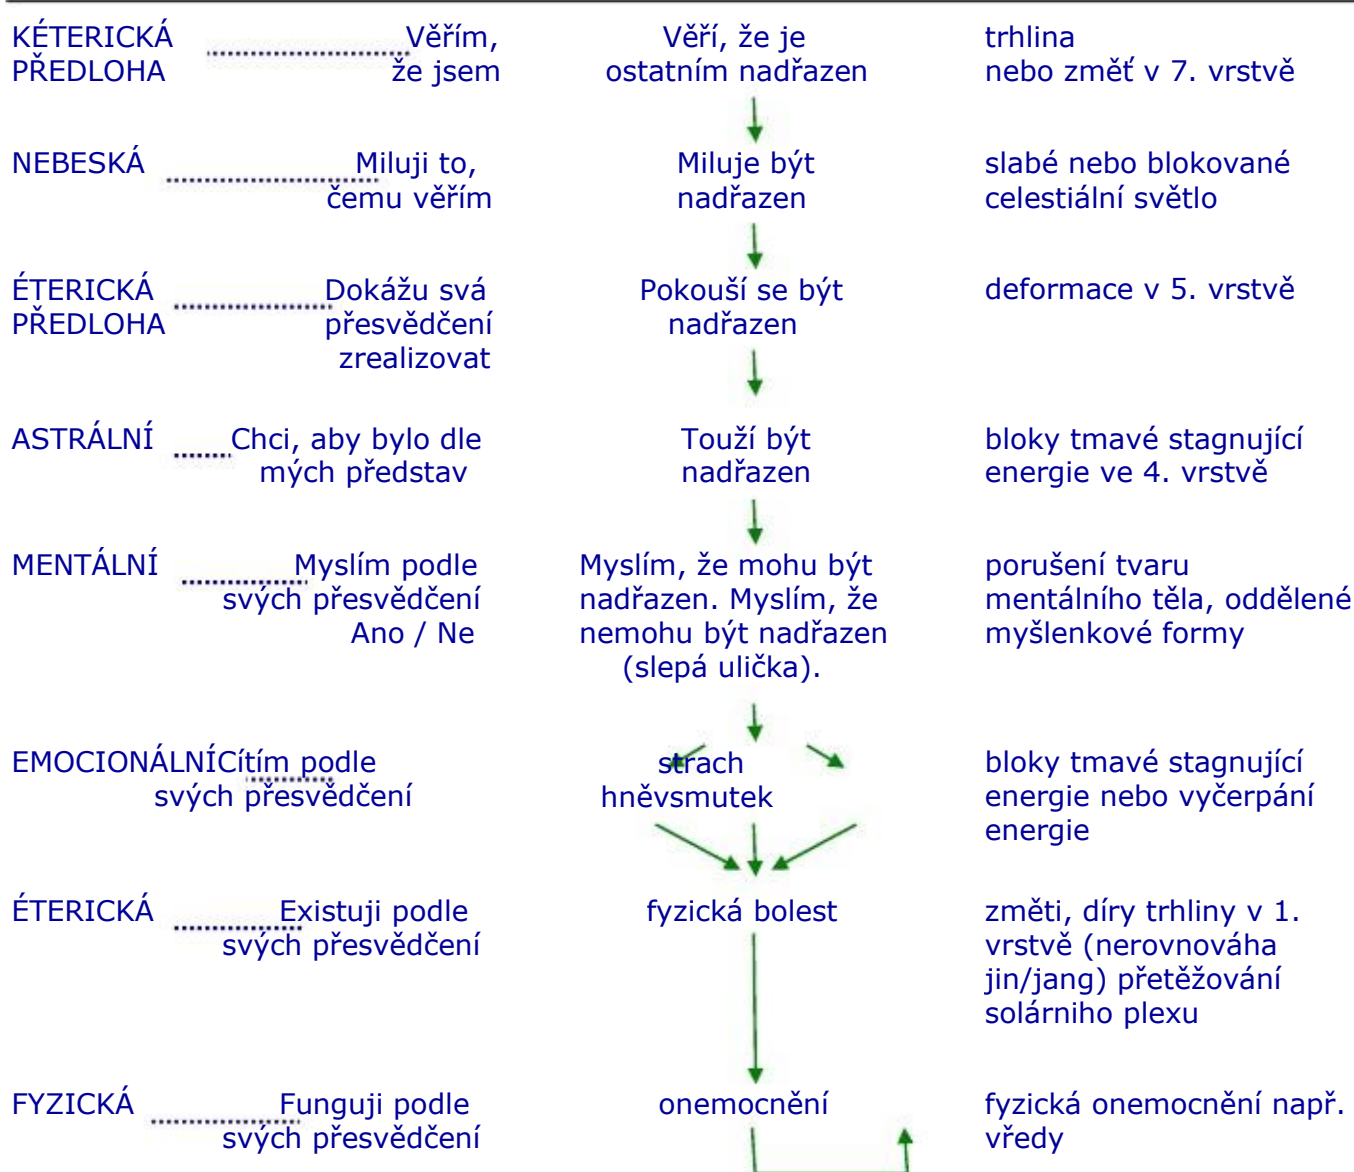 KÉTERICKÁ Věřím, Věří, že je trhlina
PŘEDLOHA že jsem ostatním nadřazen nebo změť v 7. vrstvě
NEBESKÁ Miluji to, Miluje být slabé nebo blokované
čemu věřím nadřazen celestiální světlo
ÉTERICKÁ Dokážu svá Pokouší se být deformace v 5. vrstvě
PŘEDLOHA přesvědčení nadřazen
zrealizovat
ASTRÁLNÍ Chci, aby bylo dle Touží být bloky tmavé stagnující
mých představ nadřazen energie ve 4. vrstvě
MENTÁLNÍ Myslím podle Myslím, že mohu být porušení tvaru
svých přesvědčení nadřazen. Myslím, že mentálního těla, oddělené
Ano / Ne nemohu být nadřazen myšlenkové formy
(slepá ulička).
EMOCIONÁLNÍCítím podle strach bloky tmavé stagnující
svých přesvědčení hněvsmutek energie nebo vyčerpání
energie
ÉTERICKÁ Existuji podle fyzická bolest změti, díry trhliny v 1.
svých přesvědčení vrstvě (nerovnováha
jin/jang) přetěžování
solárniho plexu
FYZICKÁ Funguji podle onemocnění fyzická onemocnění např.
svých přesvědčení vředy